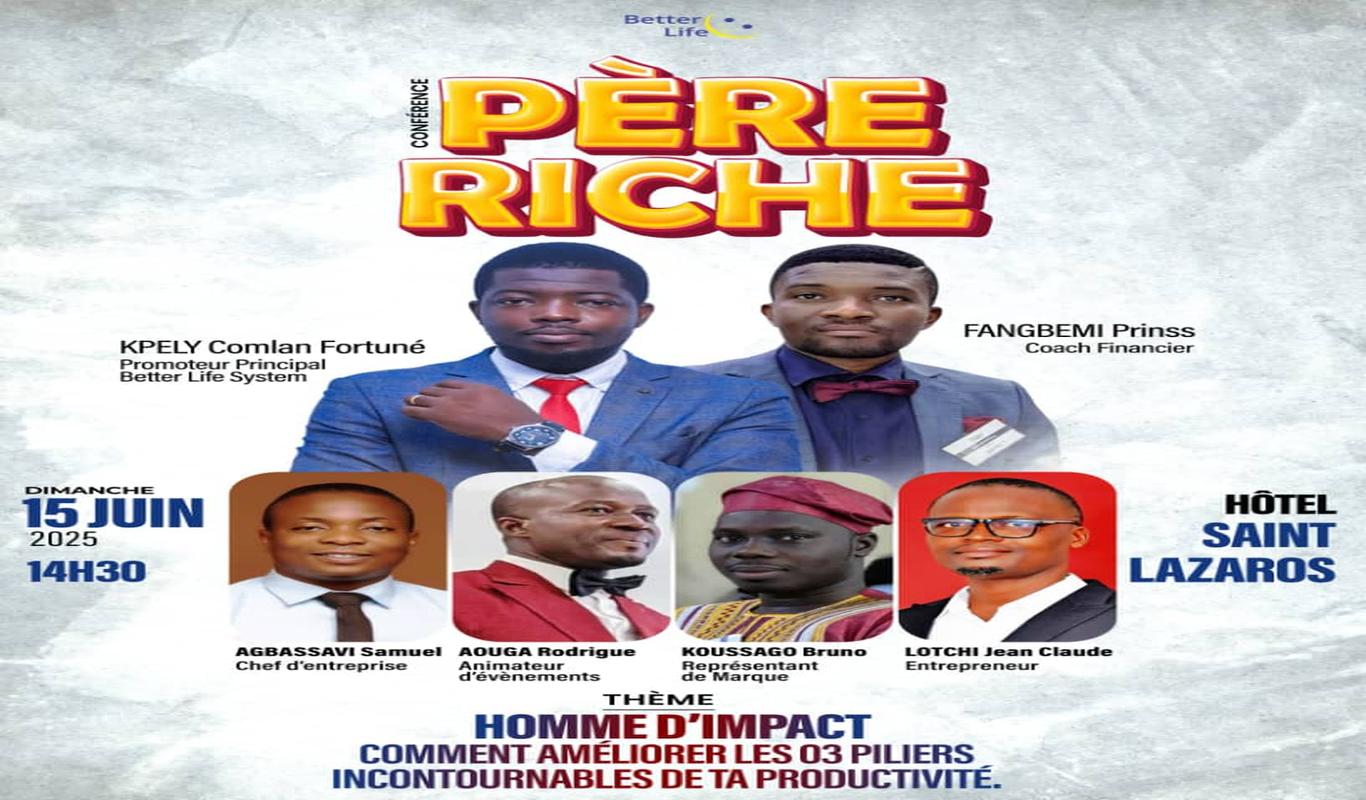 Better
Life
CONFÉRENCE
PÈRE
RICHE
KPELY Comlan Fortuné
Promoteur Principal
Better Life System
FANGBEMI Prinss
Coach Financier
DIMANCHE
15 JUIN
2025
14H30
HÔTEL
SAINT
LAZAROS
AGBASSAVI Samuel
Chef d'entreprise
AOUGA Rodrigue
Animateur
d'évènements
KOUSSAGO Bruno
Représentant
de Marque
LOTCHI Jean Claude
Entrepreneur
THÈME
HOMME D'IMPACT
COMMENT AMÉLIORER LES 03 PILIERS
INCONTOURNABLES DE TA PRODUCTIVITÉ.